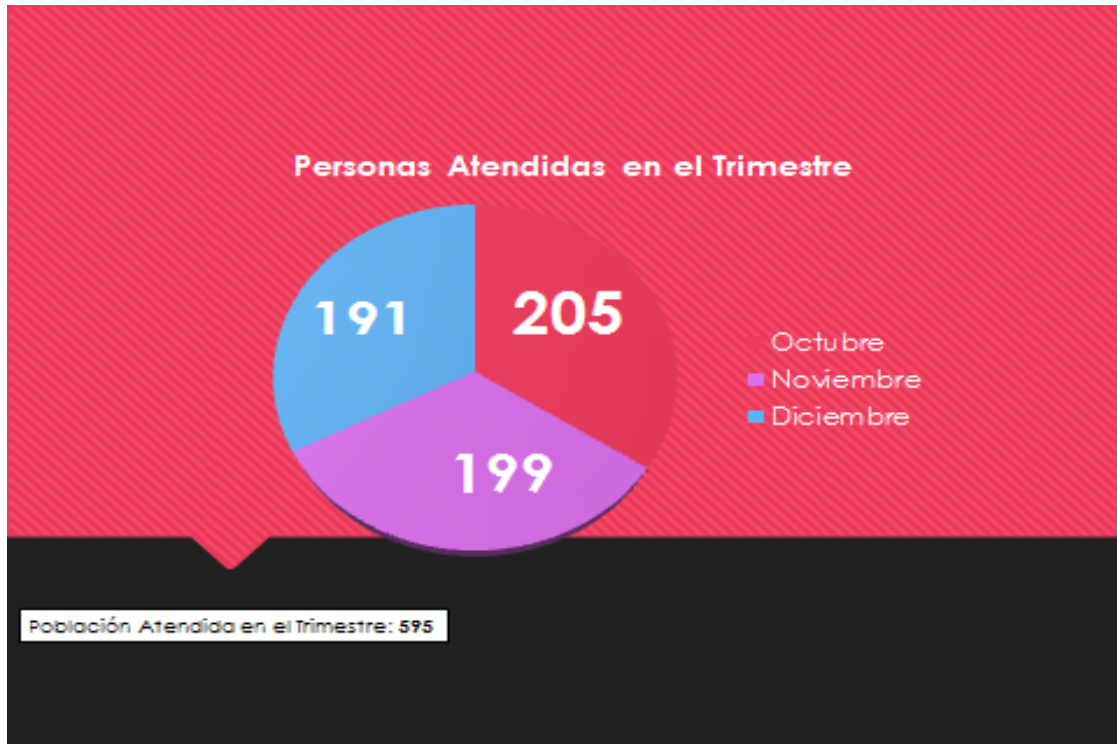 Personas Atendidas en el Trimestre
191
205
199
Octubre
Noviembre
Diciembre
Población Atendida en el Trimestre: 595